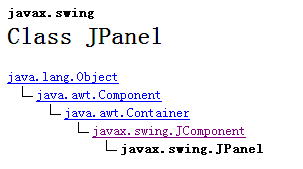 javax.swing
Class JPanel
java.lang.Object
java.awt.Component
java.awt.Container
javax.swing.JComponent
javax.swing.JPanel